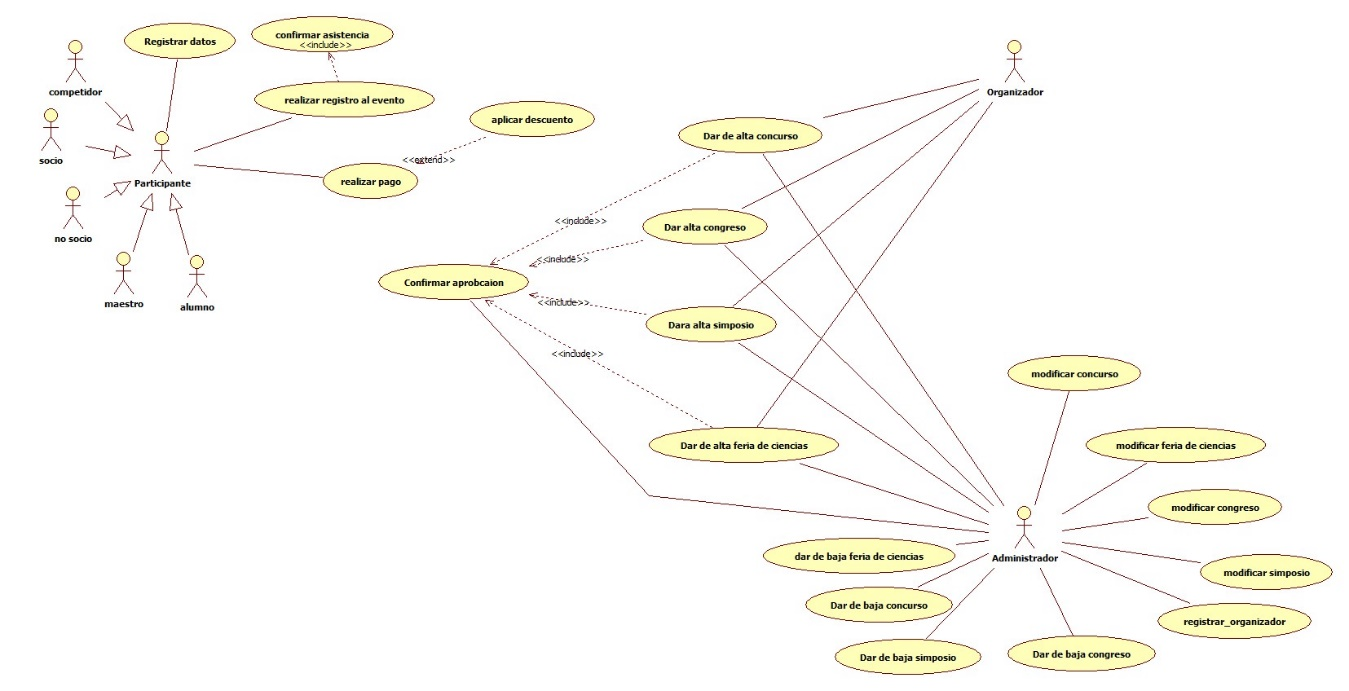 Registrar datos
confirmar asistencia
<<include>>
competidor
realizar registro al evento
Organizador
socio
aplicar descuento
Dar de alta concurso
<<extend>>
Participante
realizar pago
no socio
<<include>>
Dar alta congreso
<<include>>
Confirmar aprobcaion
maestro
alumno
<<include>>
Dara alta simposio
<<include>>
modificar concurso
Dar de alta feria de ciencias
modificar feria de ciencias
modificar congreso
dar de baja feria de ciencias
Administrador
modificar simposio
Dar de baja concurso
registrar_organizador
Dar de baja simposio
Dar de baja congreso